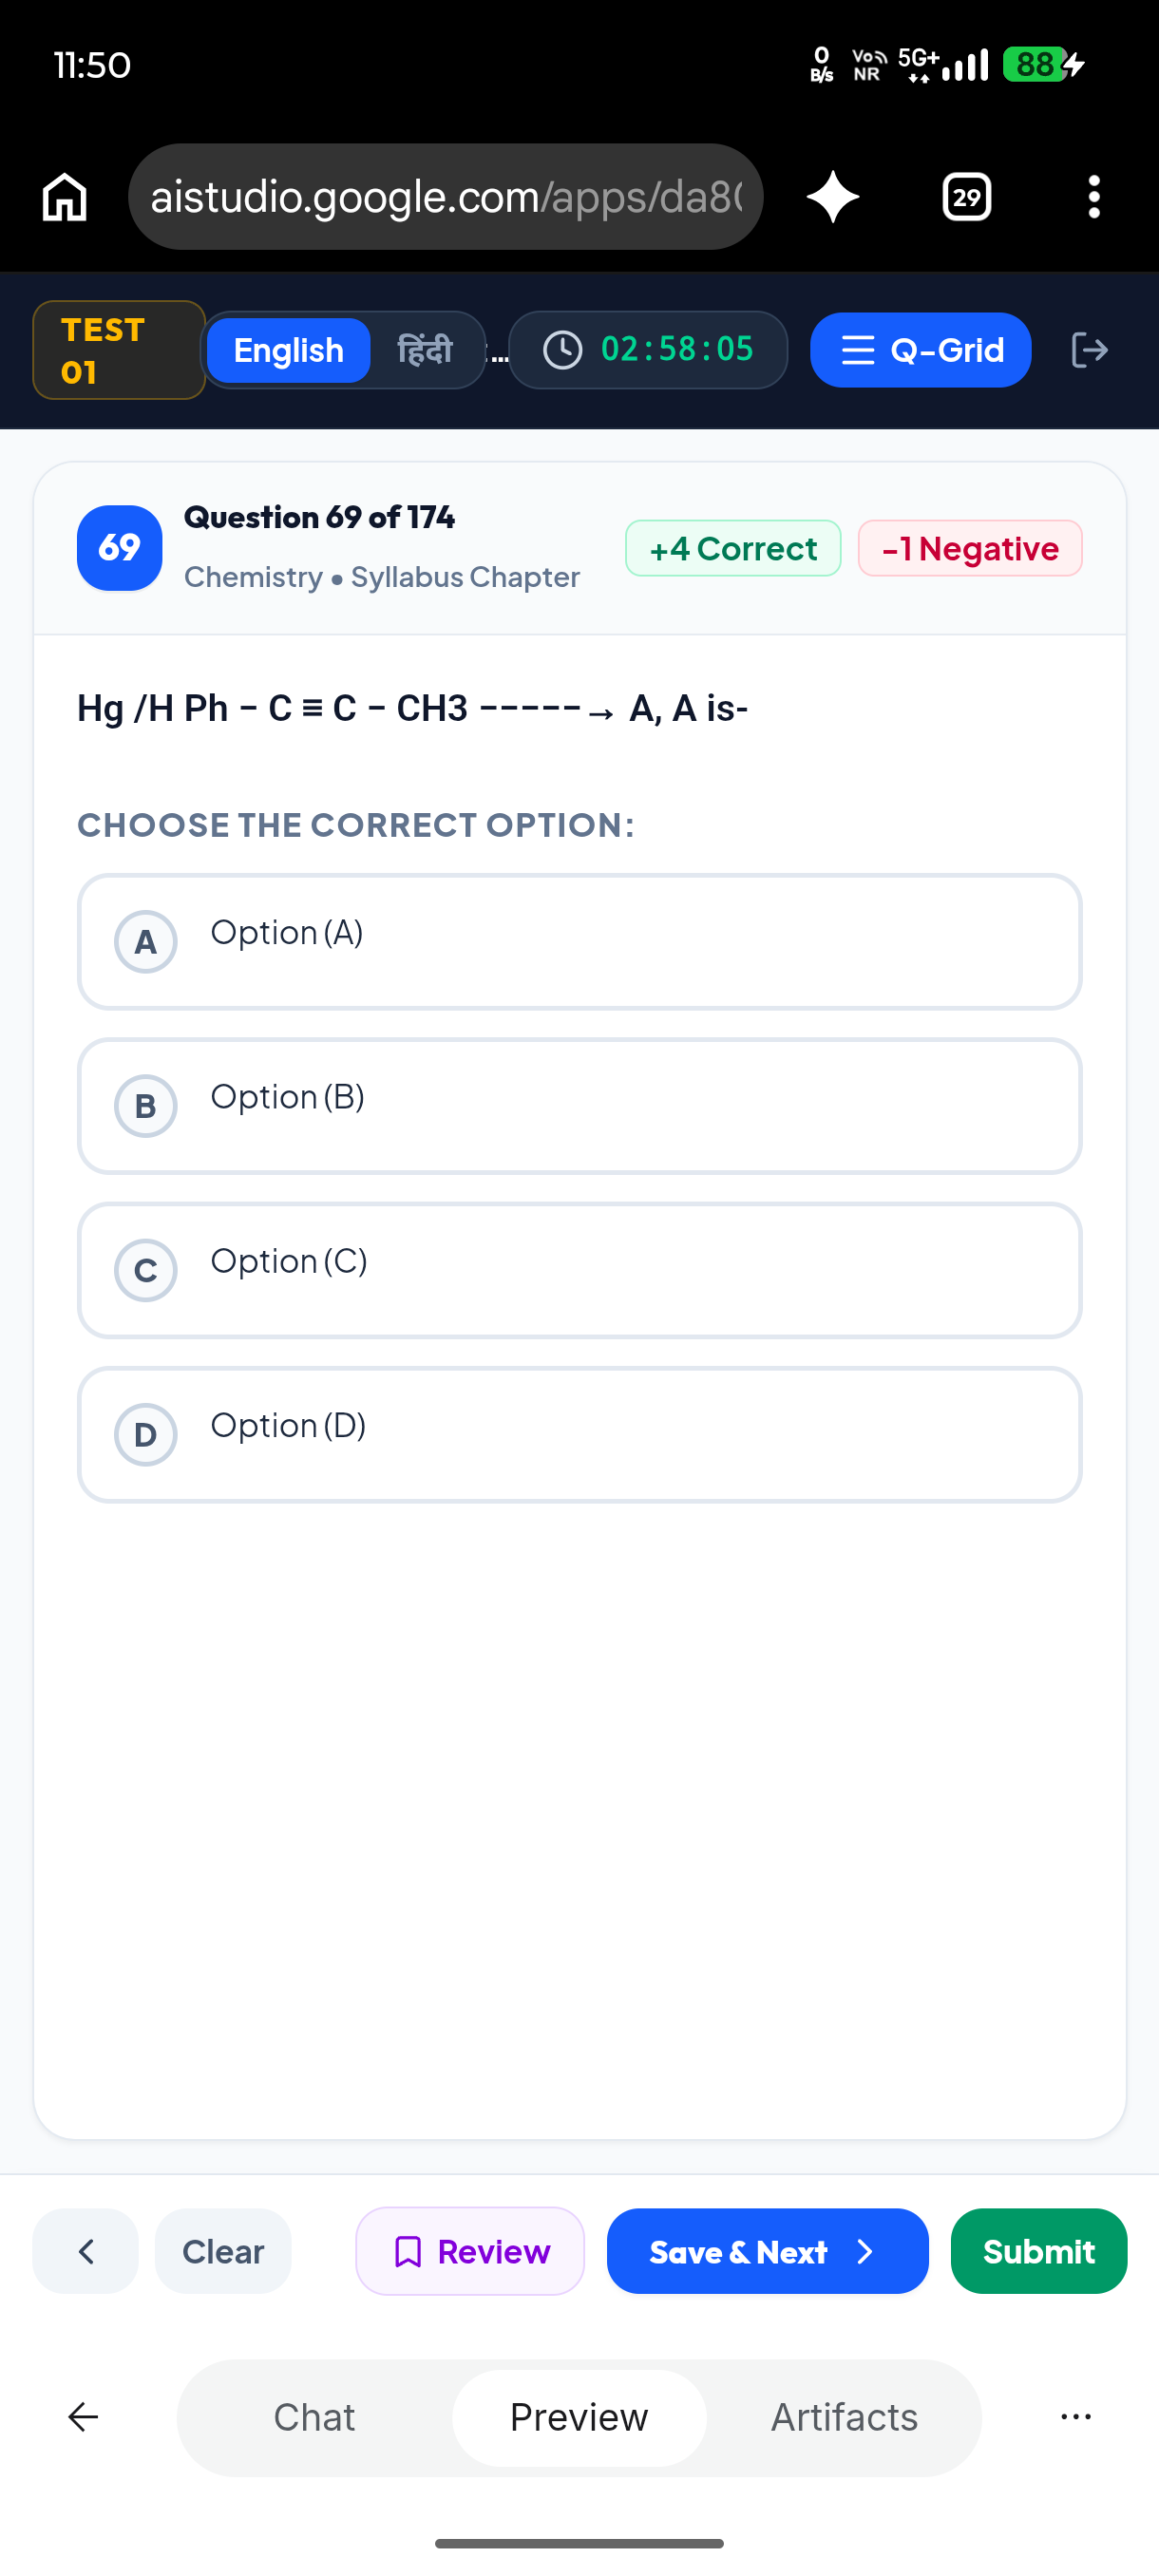 11:50
0 B/s Vo NR 5G+ 88
aistudio.google.com/apps/da8
29
TEST 01
English हिंदी ... 02:58:05 Q-Grid
69
Question 69 of 174
Chemistry • Syllabus Chapter
+4 Correct -1 Negative
Hg /H Ph − C ≡ C − CH3 −−−−−→ A, A is-
CHOOSE THE CORRECT OPTION:
A Option (A)
B Option (B)
C Option (C)
D Option (D)
Clear Review Save & Next Submit
Chat Preview Artifacts